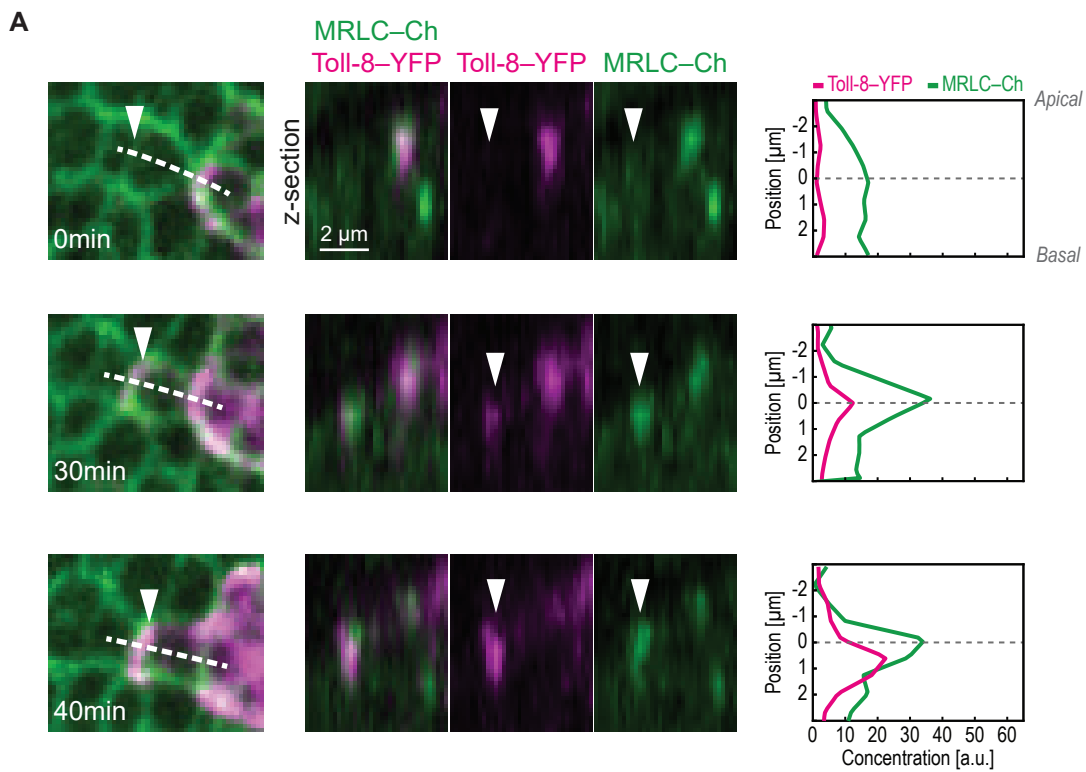 A
MRLC–Ch
Toll-8–YFP Toll-8–YFP MRLC–Ch
Toll-8–YFP MRLC–Ch
0min
z-section
2 µm
Position [µm]
-2
-1
0
1
2
Apical
Basal
30min
Position [µm]
-2
-1
0
1
2
40min
Position [µm]
-2
-1
0
1
2
0 10 20 30 40 50 60
Concentration [a.u.]